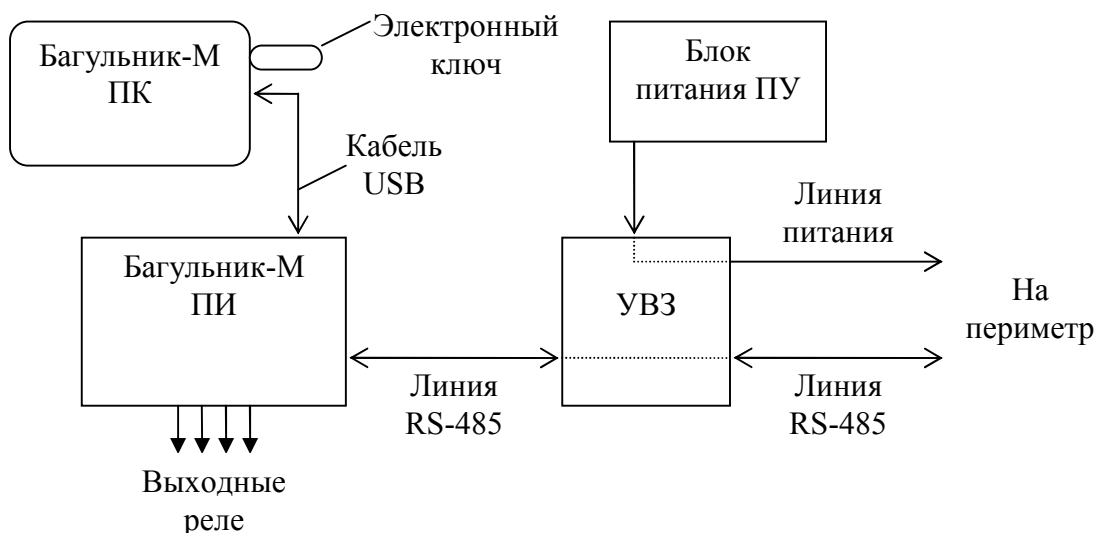 Багульник-М
ПК
Электронный
ключ
Блок
питания ПУ
Кабель
USB
Линия
питания
Багульник-М
ПИ
УВЗ
На
периметр
Линия
RS-485
Линия
RS-485
Выходные
реле